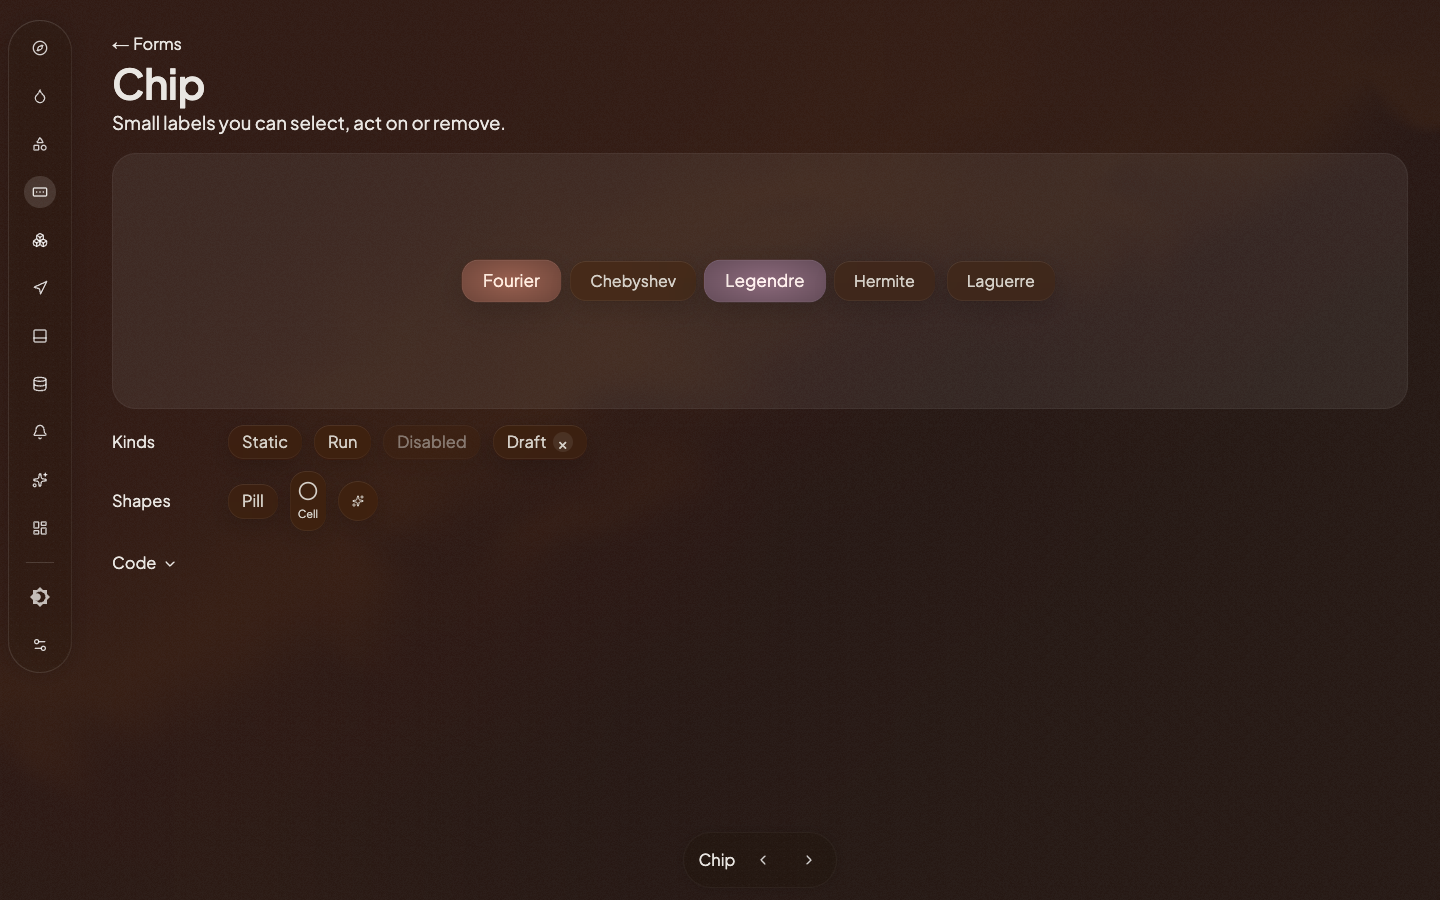 ← Forms
Chip
Small labels you can select, act on or remove.
Fourier Chebyshev Legendre Hermite Laguerre
Kinds Static Run Disabled Draft ×
Shapes Pill Cell
Code
Chip